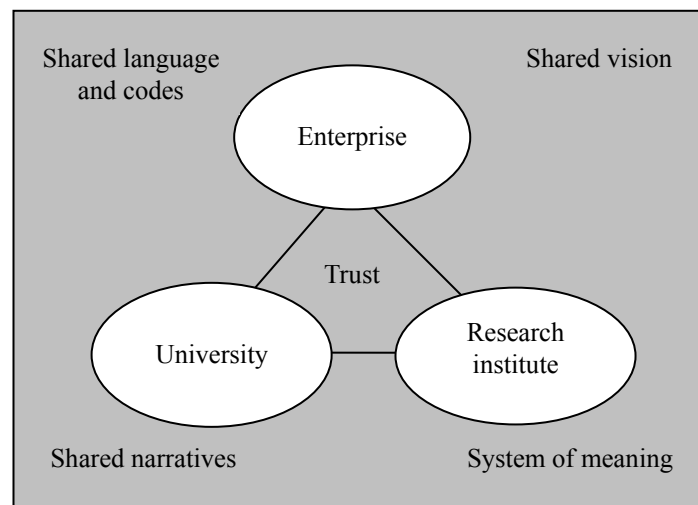 Shared language
and codes
Shared vision
Enterprise
Trust
University
Research
institute
Shared narratives
System of meaning